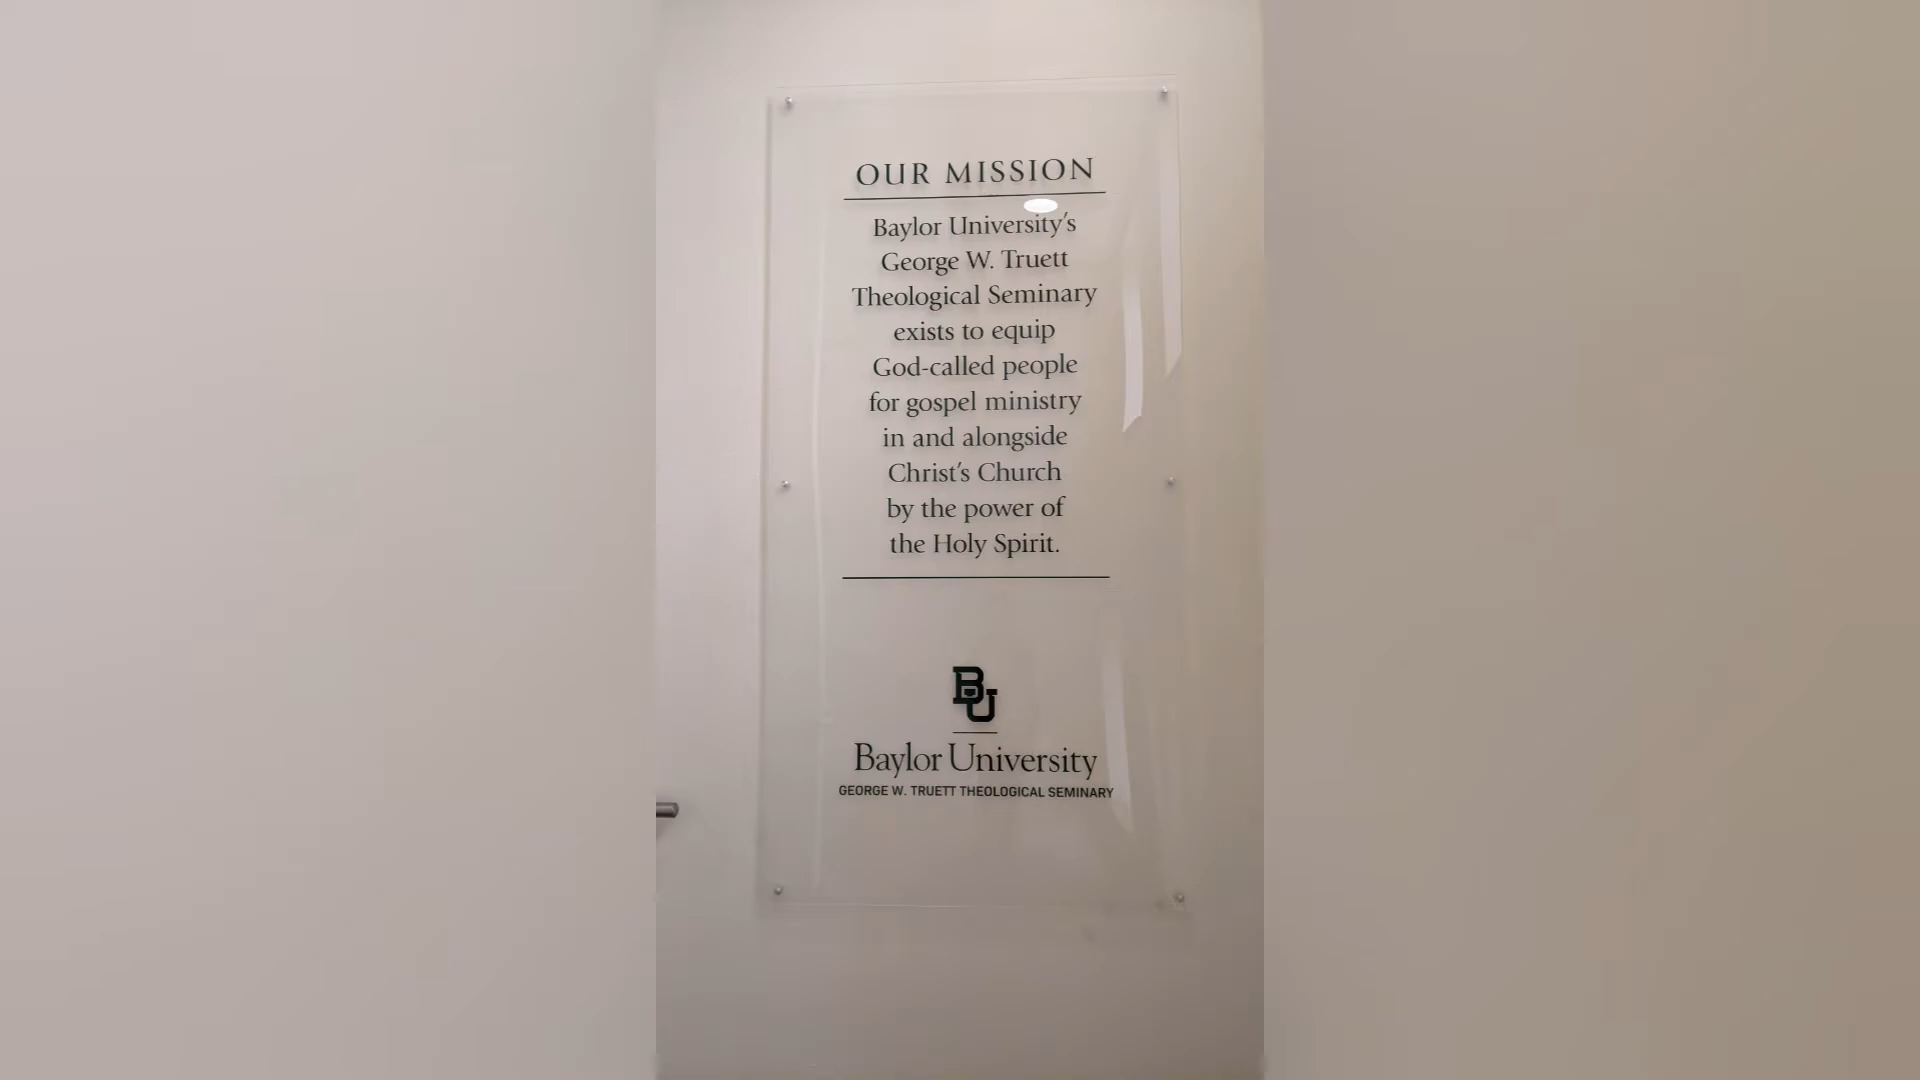 OUR MISSION
Baylor University's
George W. Truett
Theological Seminary
exists to equip
God-called people
for gospel ministry
in and alongside
Christ's Church
by the power of
the Holy Spirit.
BU
Baylor University
GEORGE W. TRUETT THEOLOGICAL SEMINARY